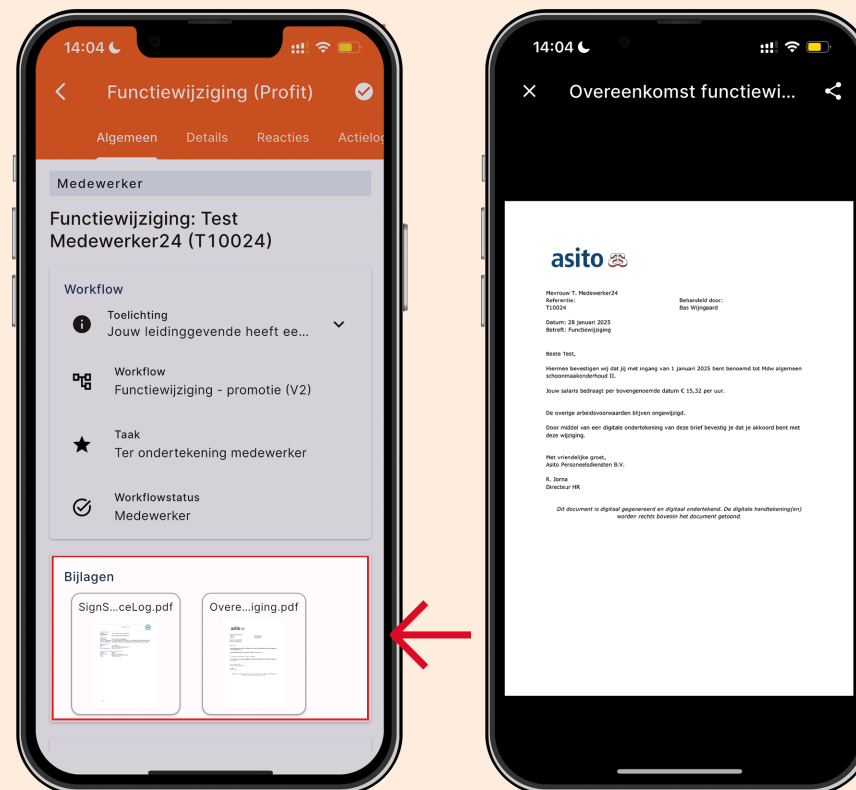 14:04
Functiewijziging (Profit)
Algemeen Details Reacties Actielog
Medewerker
Functiewijziging: Test
Medewerker24 (T10024)
Workflow
Toelichting
Jouw leidinggevende heeft ee...
Workflow
Functiewijziging - promotie (V2)
Taak
Ter ondertekening medewerker
Workflowstatus
Medewerker
Bijlagen
SignS...ceLog.pdf Overe...iging.pdf
asito
14:04
Overeenkomst functiewi...
asito
Mevrouw T. Medewerker24
Referentie: Behandeld door:
T10024 Bas Wijngaard
Datum: 28 januari 2025
Betreft: Functiewijziging
Beste Test,
Hiermee bevestigen wij dat jij met ingang van 1 januari 2025 bent benoemd tot Mdw algemeen
schoonmaakonderhoud II.
Jouw salaris bedraagt per bovengenoemde datum € 15,32 per uur.
De overige arbeidsvoorwaarden blijven ongewijzigd.
Door middel van een digitale ondertekening van deze brief bevestig je dat je akkoord bent met
deze wijziging.
Met vriendelijke groet,
Asito Personeelsdiensten B.V.
R. Jorna
Directeur HR
Dit document is digitaal gegenereerd en digitaal ondertekend. De digitale handtekening(en)
worden rechts bovenin het document getoond.